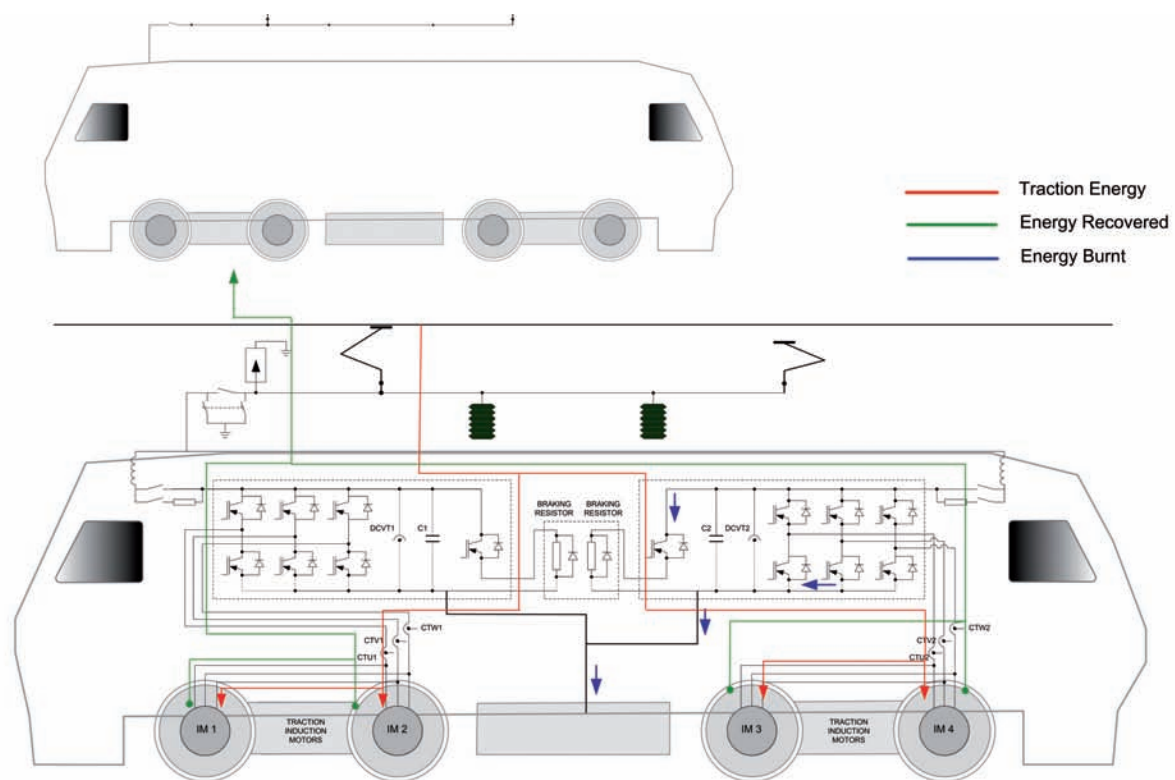 Traction Energy
Energy Recovered
Energy Burnt
BRAKING
RESISTOR
BRAKING
RESISTOR
DCVT1
C1
C2
DCVT2
CTW1
CTV1
CTU1
CTW2
CTV2
CTU2
IM 1
TRACTION
INDUCTION
MOTORS
IM 2
IM 3
TRACTION
INDUCTION
MOTORS
IM 4